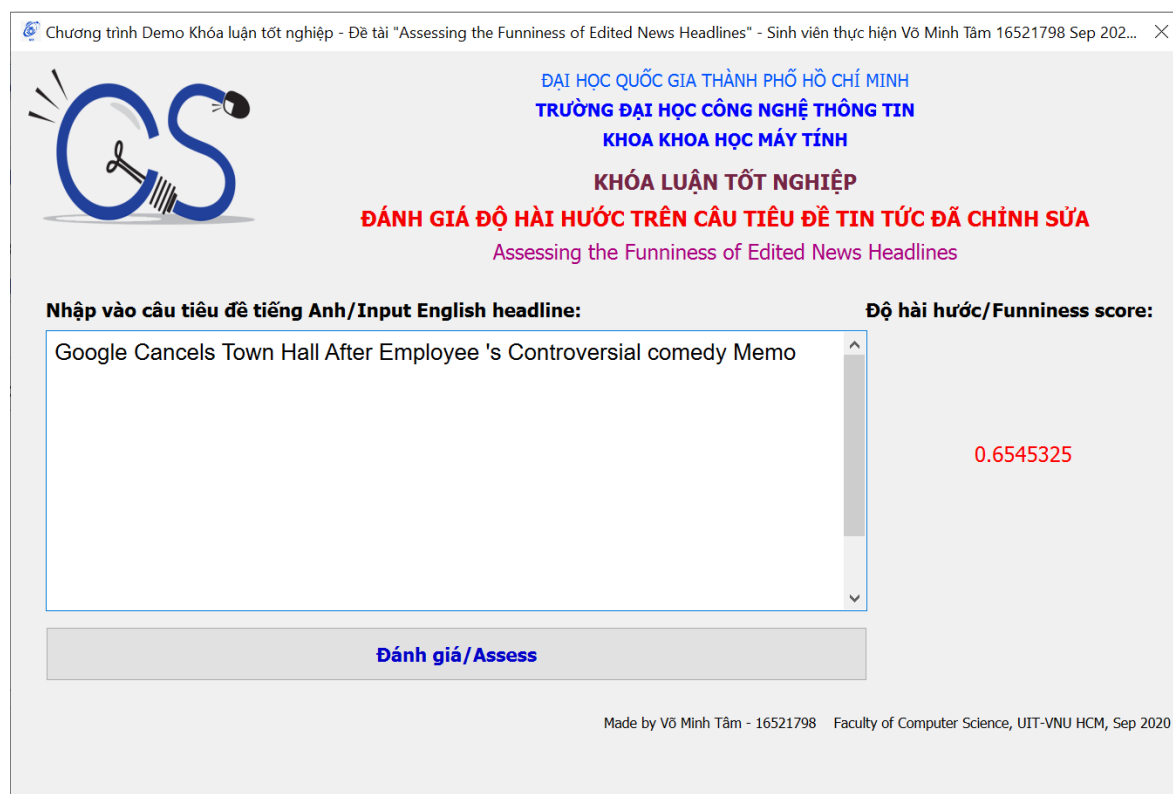 Chương trình Demo Khóa luận tốt nghiệp - Đề tài "Assessing the Funniness of Edited News Headlines" - Sinh viên thực hiện Võ Minh Tâm 16521798 Sep 202...
ĐẠI HỌC QUỐC GIA THÀNH PHỐ HỒ CHÍ MINH
TRƯỜNG ĐẠI HỌC CÔNG NGHỆ THÔNG TIN
KHOA KHOA HỌC MÁY TÍNH
KHÓA LUẬN TỐT NGHIỆP
ĐÁNH GIÁ ĐỘ HÀI HƯỚC TRÊN CÂU TIÊU ĐỀ TIN TỨC ĐÃ CHỈNH SỬA
Assessing the Funniness of Edited News Headlines
CS
Nhập vào câu tiêu đề tiếng Anh/Input English headline:
Độ hài hước/Funniness score:
Google Cancels Town Hall After Employee 's Controversial comedy Memo
0.6545325
Đánh giá/Assess
Made by Võ Minh Tâm - 16521798 Faculty of Computer Science, UIT-VNU HCM, Sep 2020